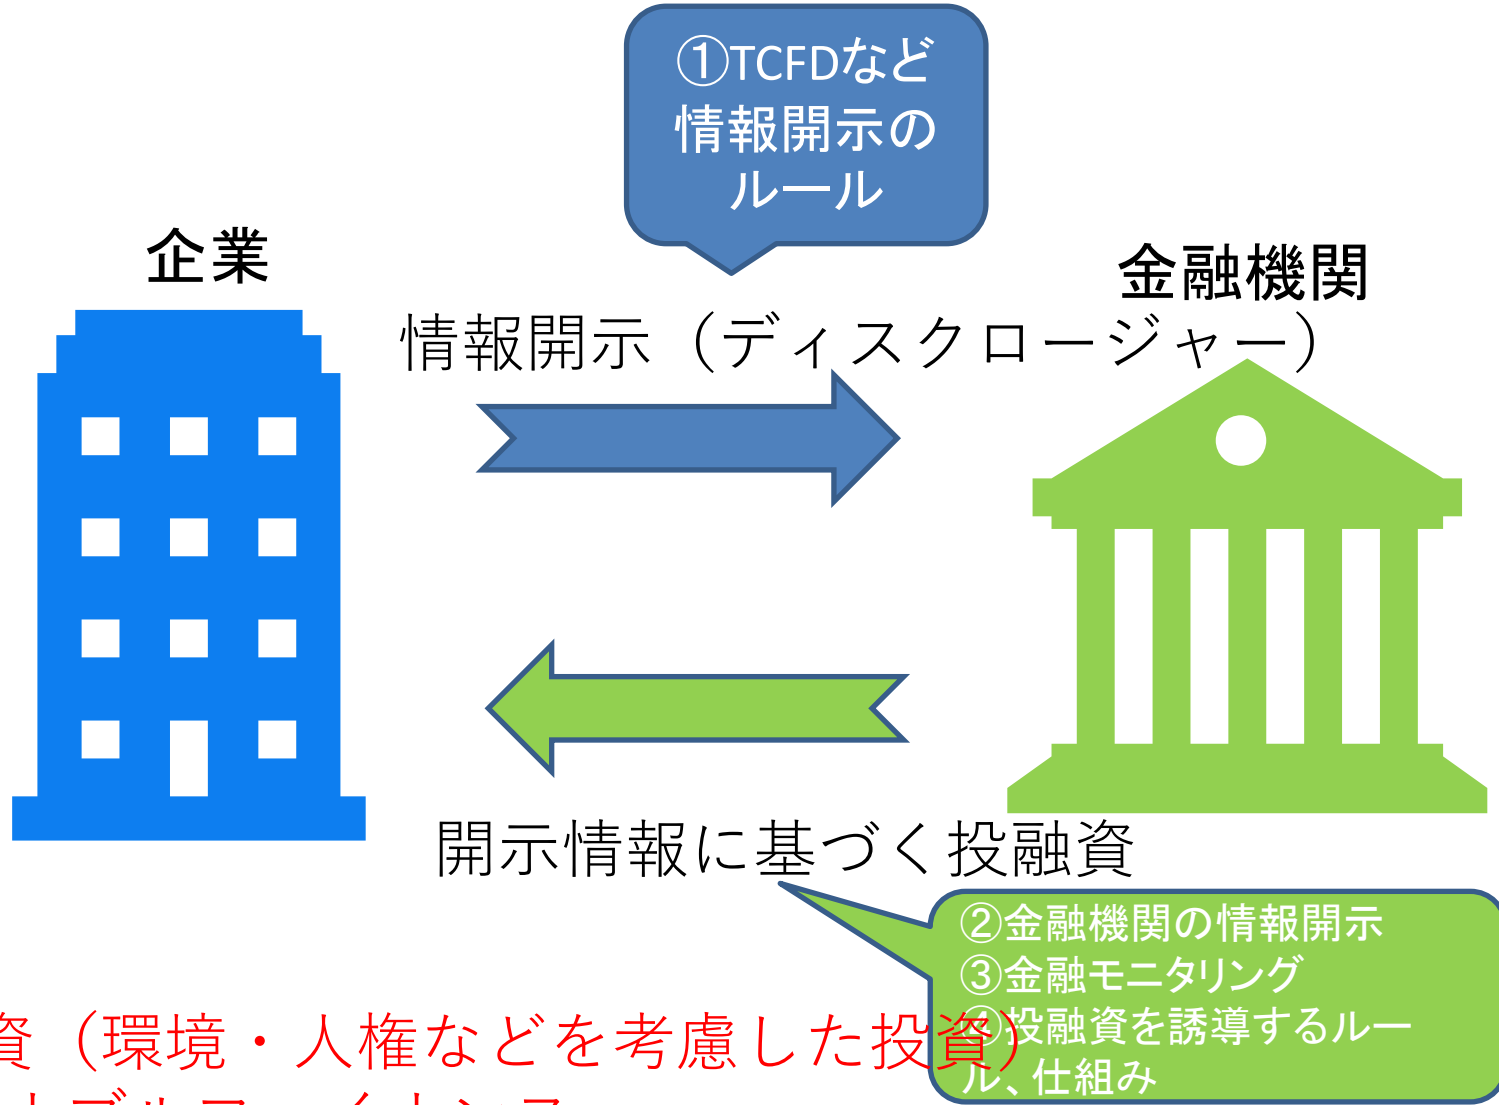 ①TCFDなど
情報開示の
ルール
企業
金融機関
情報開示（ディスクロージャー）
開示情報に基づく投融資
②金融機関の情報開示
③金融モニタリング
④投融資を誘導するルー
ル、仕組み
資（環境・人権などを考慮した投資）